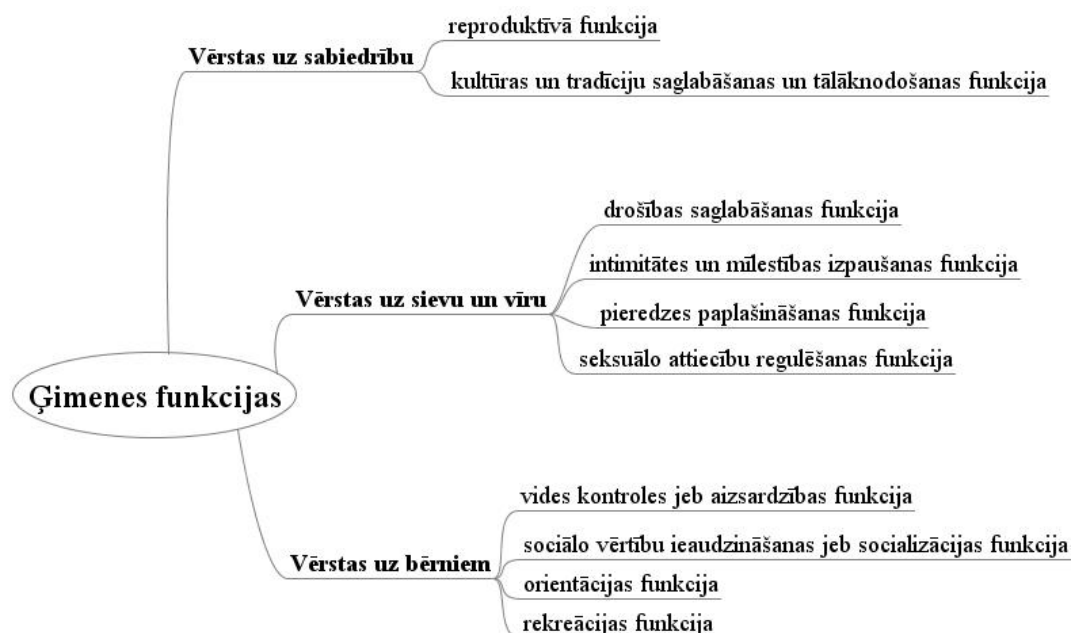 reproduktīvā funkcija
Vērstas uz sabiedrību
kultūras un tradīciju saglabāšanas un tālāknodošanas funkcija
drošības saglabāšanas funkcija
intimitātes un mīlestības izpaušanas funkcija
Vērstas uz sievu un vīru
pieredzes paplašināšanas funkcija
seksuālo attiecību regulēšanas funkcija
Ģimenes funkcijas
vides kontroles jeb aizsardzības funkcija
sociālo vērtību ieaudzināšanas jeb socializācijas funkcija
Vērstas uz bērniem
orientācijas funkcija
rekreācijas funkcija